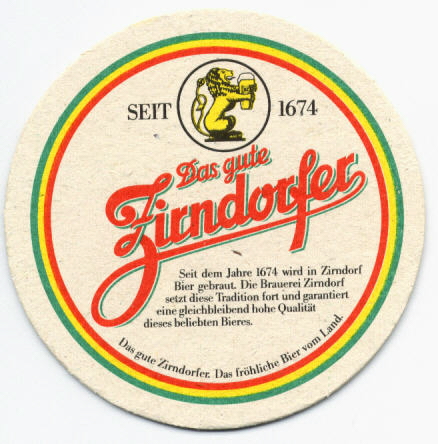 SEIT 1674
Das gute
Zirndorfer
Seit dem Jahre 1674 wird in Zirndorf
Bier gebraut. Die Brauerei Zirndorf
setzt diese Tradition fort und garantiert
eine gleichbleibend hohe Qualität
dieses beliebten Bieres.
Das gute Zirndorfer. Das fröhliche Bier vom Land.